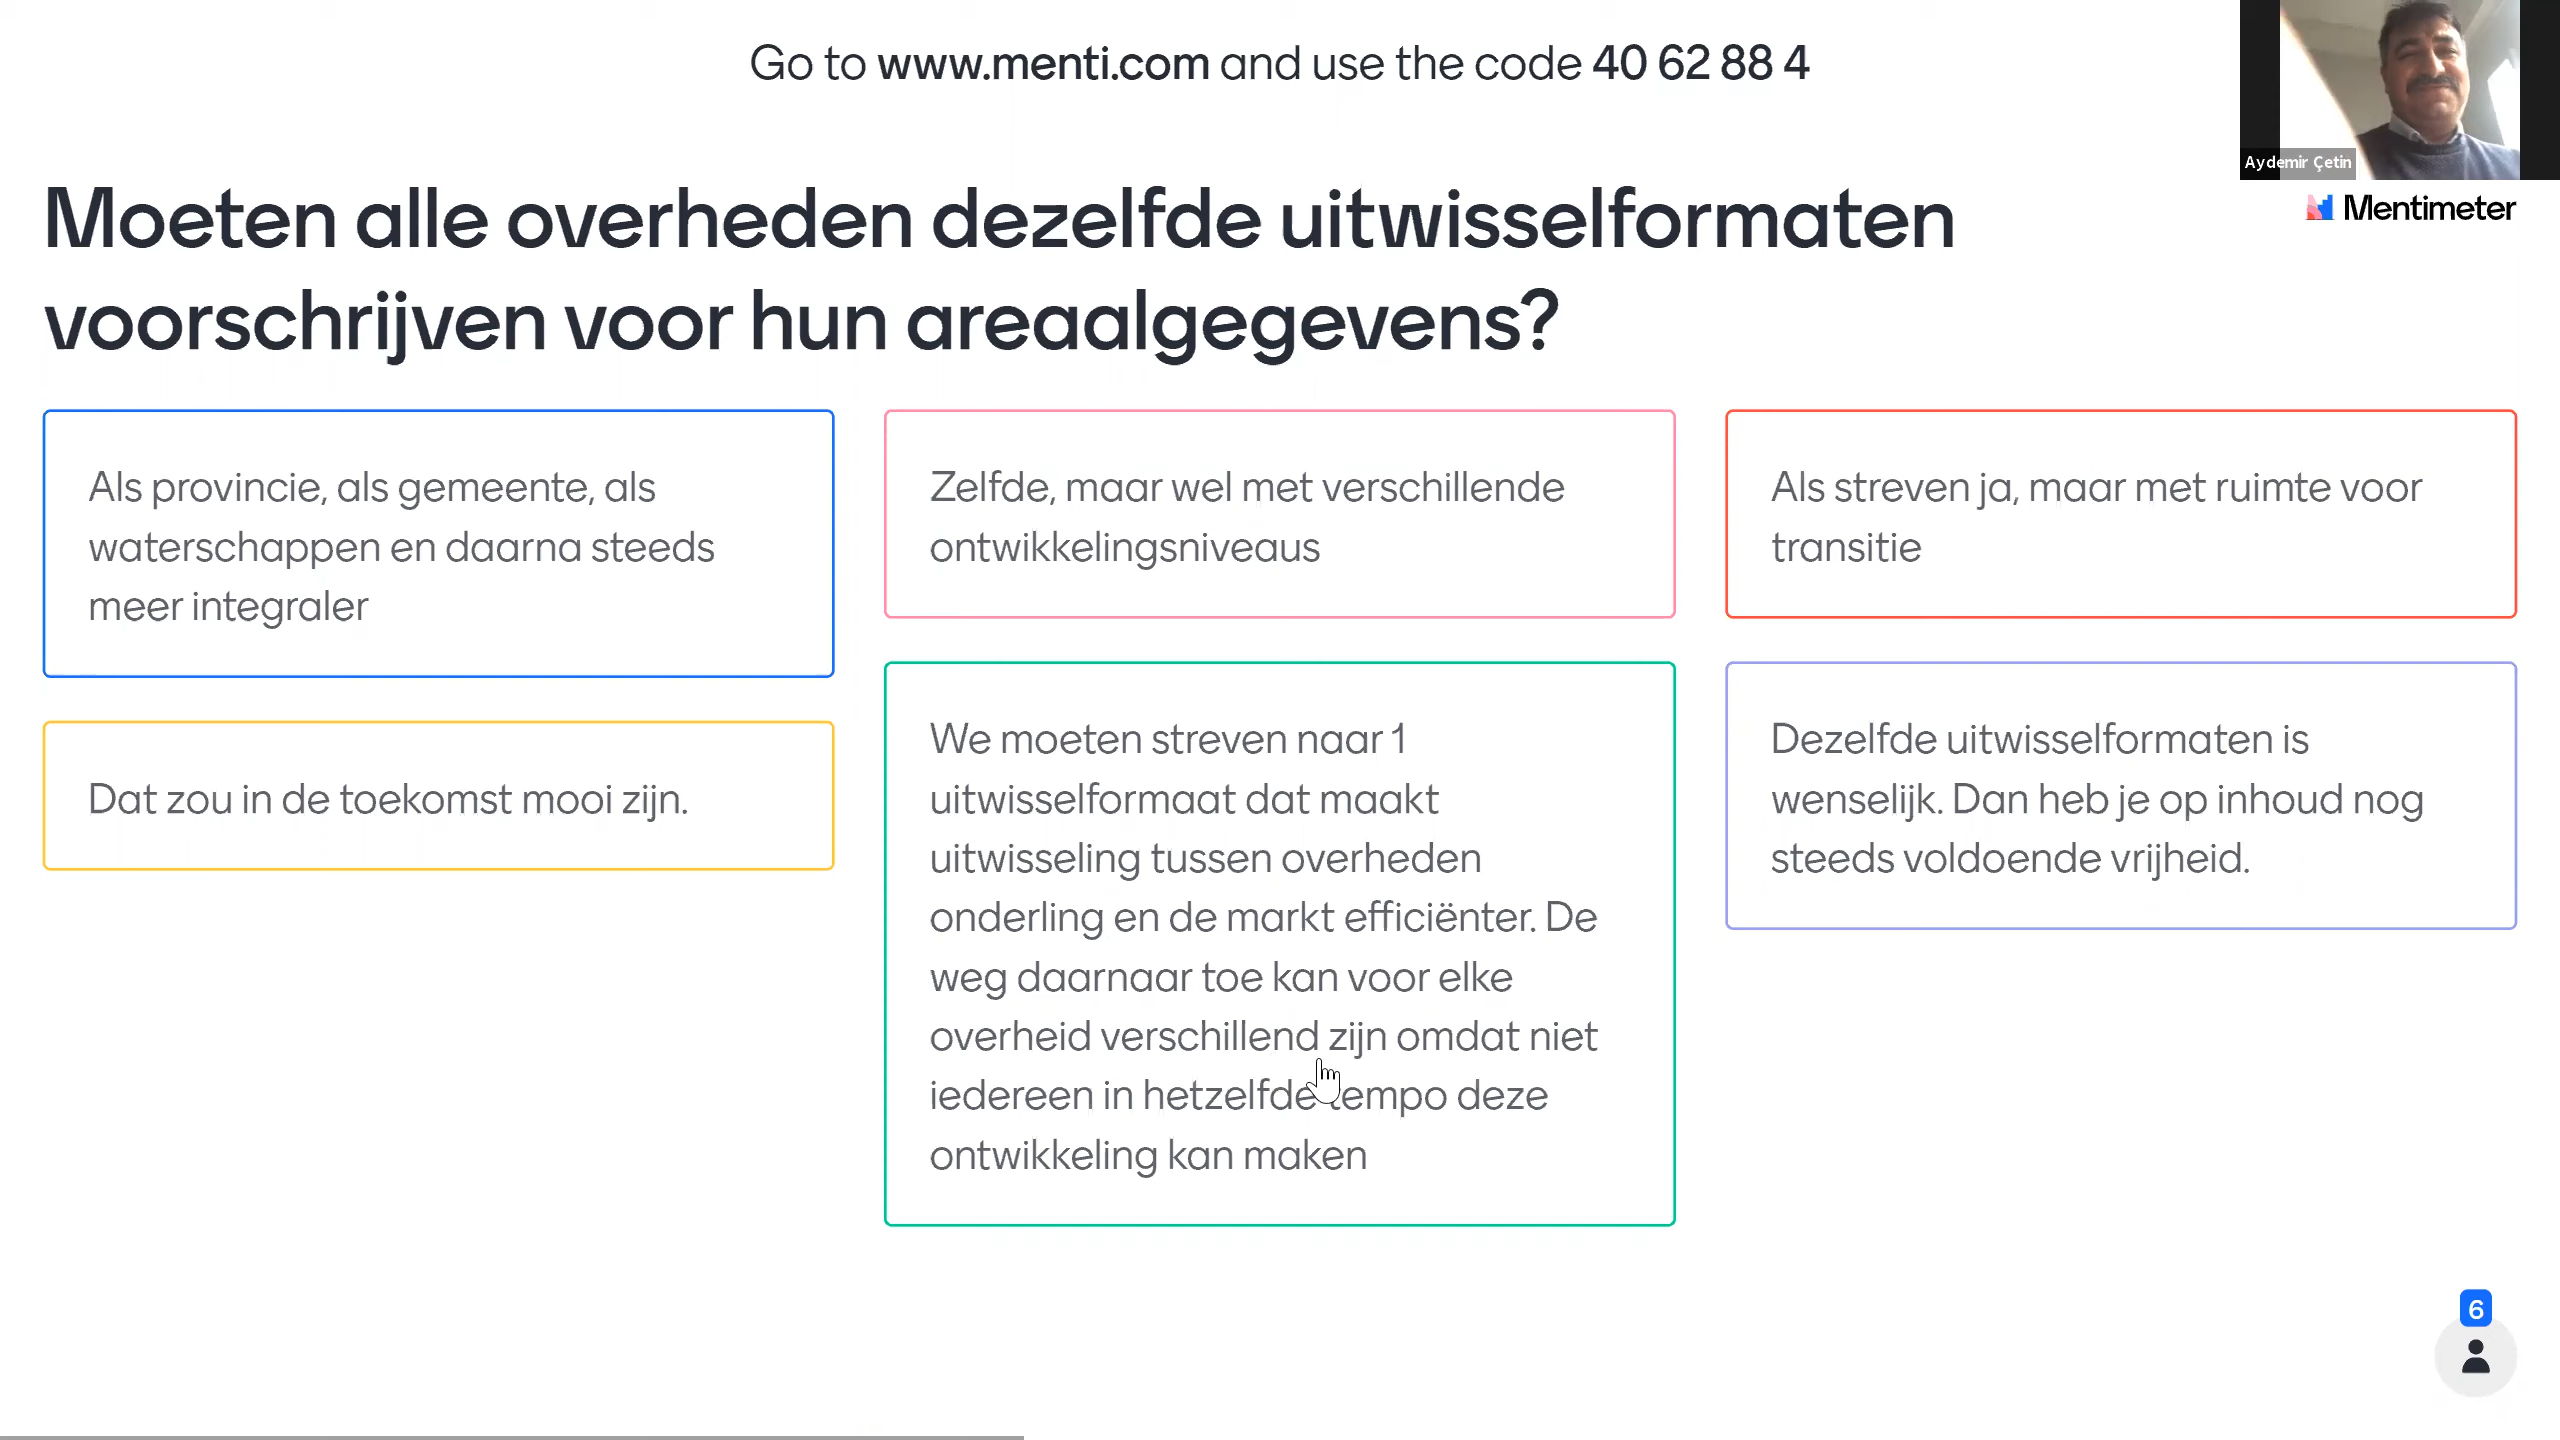 Go to www.menti.com and use the code 40 62 88 4
Aydemir Çetin
Mentimeter
Moeten alle overheden dezelfde uitwisselformaten
voorschrijven voor hun areaalgegevens?
Als provincie, als gemeente, als
waterschappen en daarna steeds
meer integraler
Dat zou in de toekomst mooi zijn.
Zelfde, maar wel met verschillende
ontwikkelingsniveaus
We moeten streven naar 1
uitwisselformaat dat maakt
uitwisseling tussen overheden
onderling en de markt efficiënter. De
weg daarnaar toe kan voor elke
overheid verschillend zijn omdat niet
iedereen in hetzelfde tempo deze
ontwikkeling kan maken
Als streven ja, maar met ruimte voor
transitie
Dezelfde uitwisselformaten is
wenselijk. Dan heb je op inhoud nog
steeds voldoende vrijheid.
6